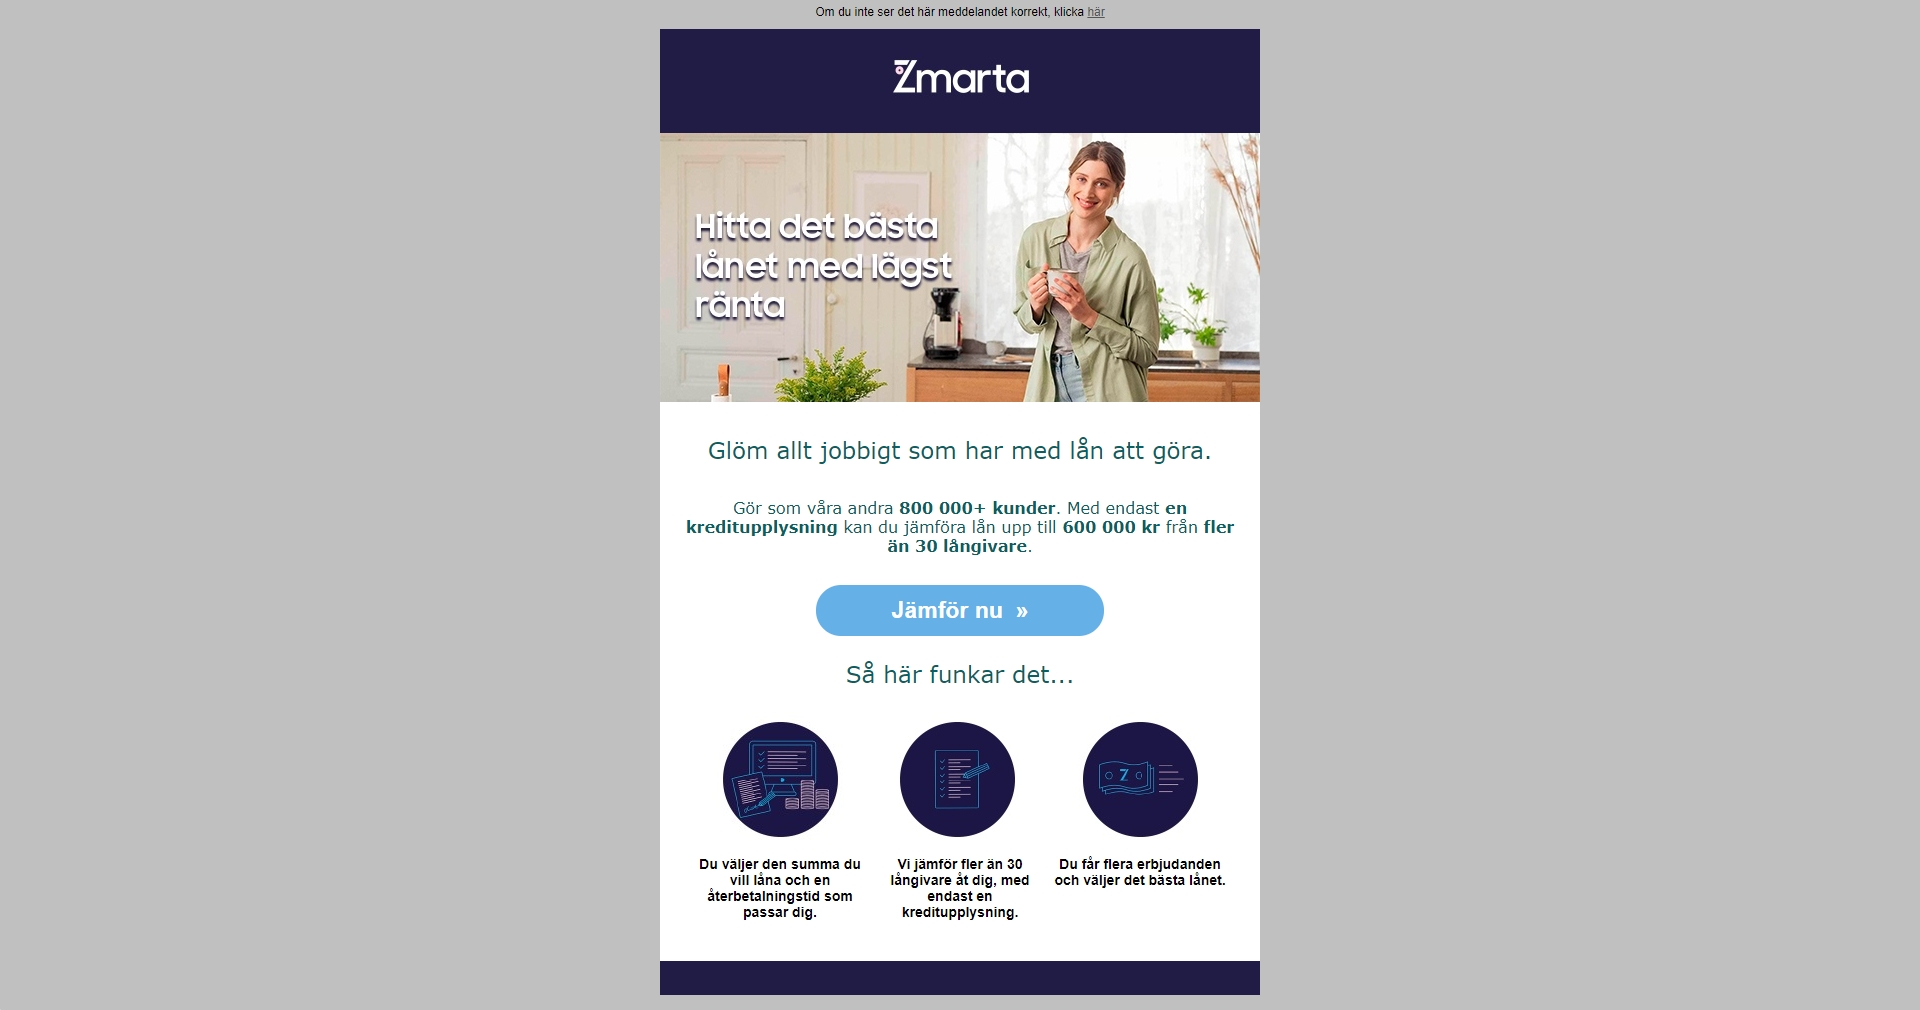 Om du inte ser det här meddelandet korrekt, klicka här
Zmarta
Hitta det bästa
lånet med lägst
ränta
Glöm allt jobbigt som har med lån att göra.
Gör som våra andra 800 000+ kunder. Med endast en
kreditupplysning kan du jämföra lån upp till 600 000 kr från fler
än 30 långivare.
Jämför nu »
Så här funkar det...
Z
Du väljer den summa du
vill låna och en
återbetalningstid som
passar dig.
Vi jämför fler än 30
långivare åt dig, med
endast en
kreditupplysning.
Du får flera erbjudanden
och väljer det bästa lånet.